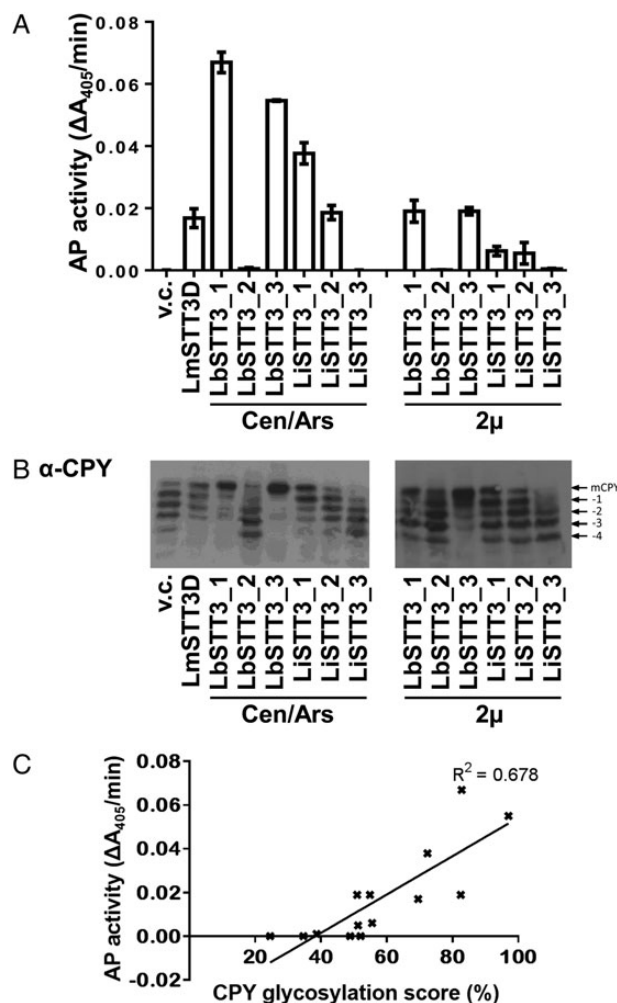 A
AP activity (ΔA405/min)
0.08
0.06
0.04
0.02
0.00
v.c.
LmSTT3D
LbSTT3_1
LbSTT3_2
LbSTT3_3
LiSTT3_1
LiSTT3_2
LiSTT3_3
LbSTT3_1
LbSTT3_2
LbSTT3_3
LiSTT3_1
LiSTT3_2
LiSTT3_3
Cen/Ars
2µ
B α-CPY
mCPY
-1
-2
-3
-4
v.c.
LmSTT3D
LbSTT3_1
LbSTT3_2
LbSTT3_3
LiSTT3_1
LiSTT3_2
LiSTT3_3
LbSTT3_1
LbSTT3_2
LbSTT3_3
LiSTT3_1
LiSTT3_2
LiSTT3_3
Cen/Ars
2µ
C
AP activity (ΔA405/min)
0.08
0.06
0.04
0.02
0.00
-0.02
R2 = 0.678
20 40 60 80 100
CPY glycosylation score (%)